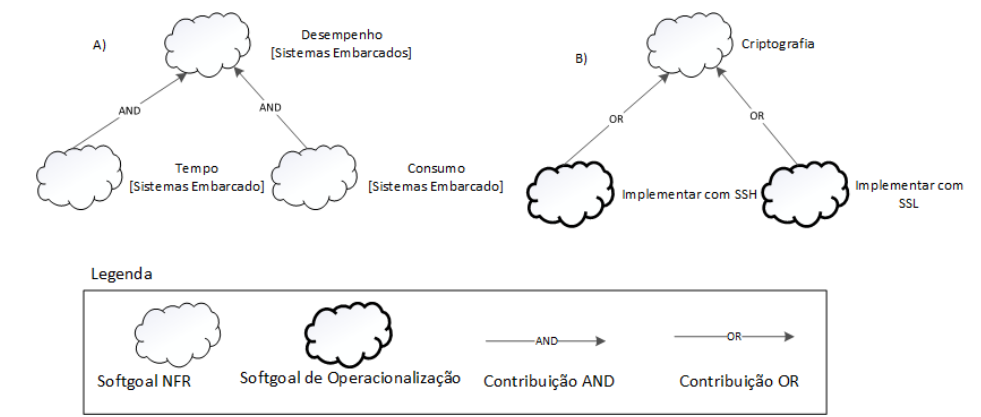 A)
Desempenho
[Sistemas Embarcados]
AND
AND
Tempo
[Sistemas Embarcado]
Consumo
[Sistemas Embarcado]
B)
Criptografia
OR
OR
Implementar com SSH
Implementar com
SSL
Legenda
AND
OR
Softgoal NFR
Softgoal de Operacionalização
Contribuição AND
Contribuição OR